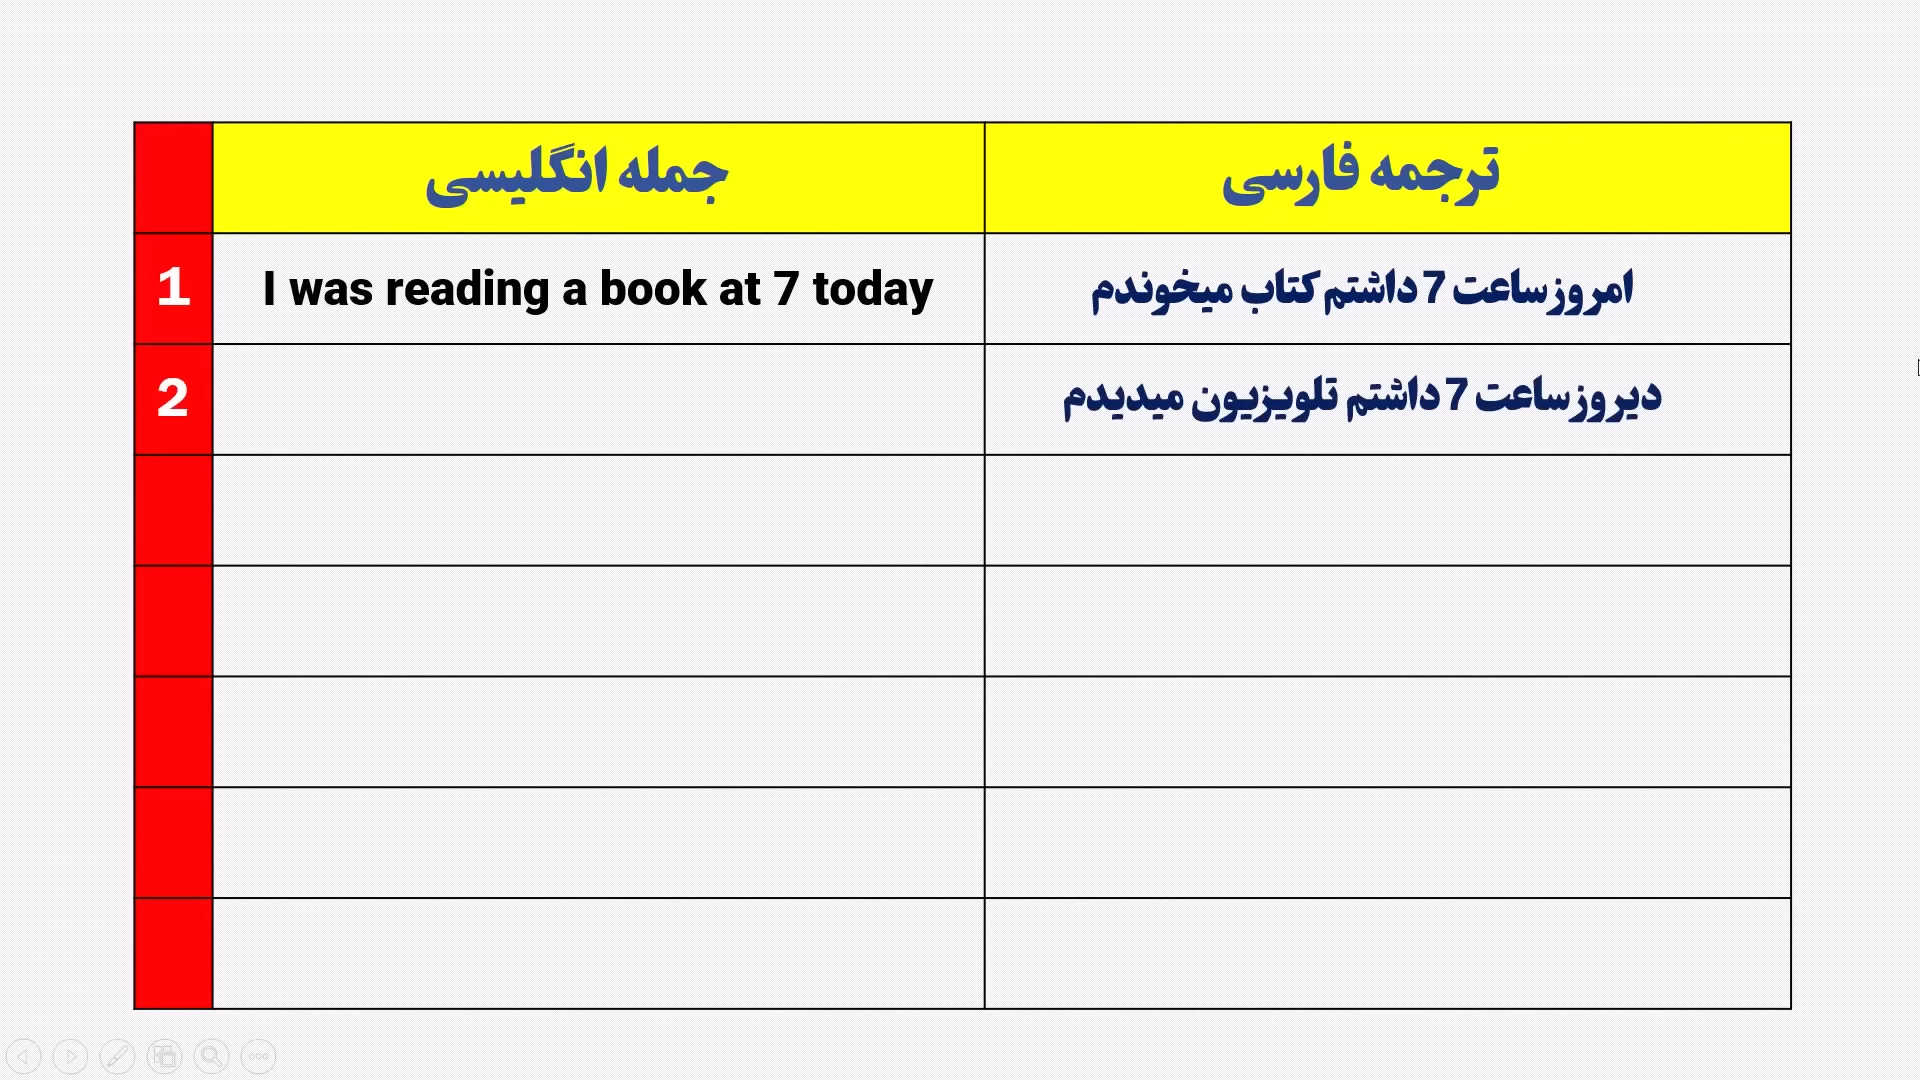 جمله انگلیسی
ترجمه فارسی
1
I was reading a book at 7 today
امروز ساعت 7 داشتم کتاب میخوندم
2
دیروز ساعت 7 داشتم تلویزیون میدیدم